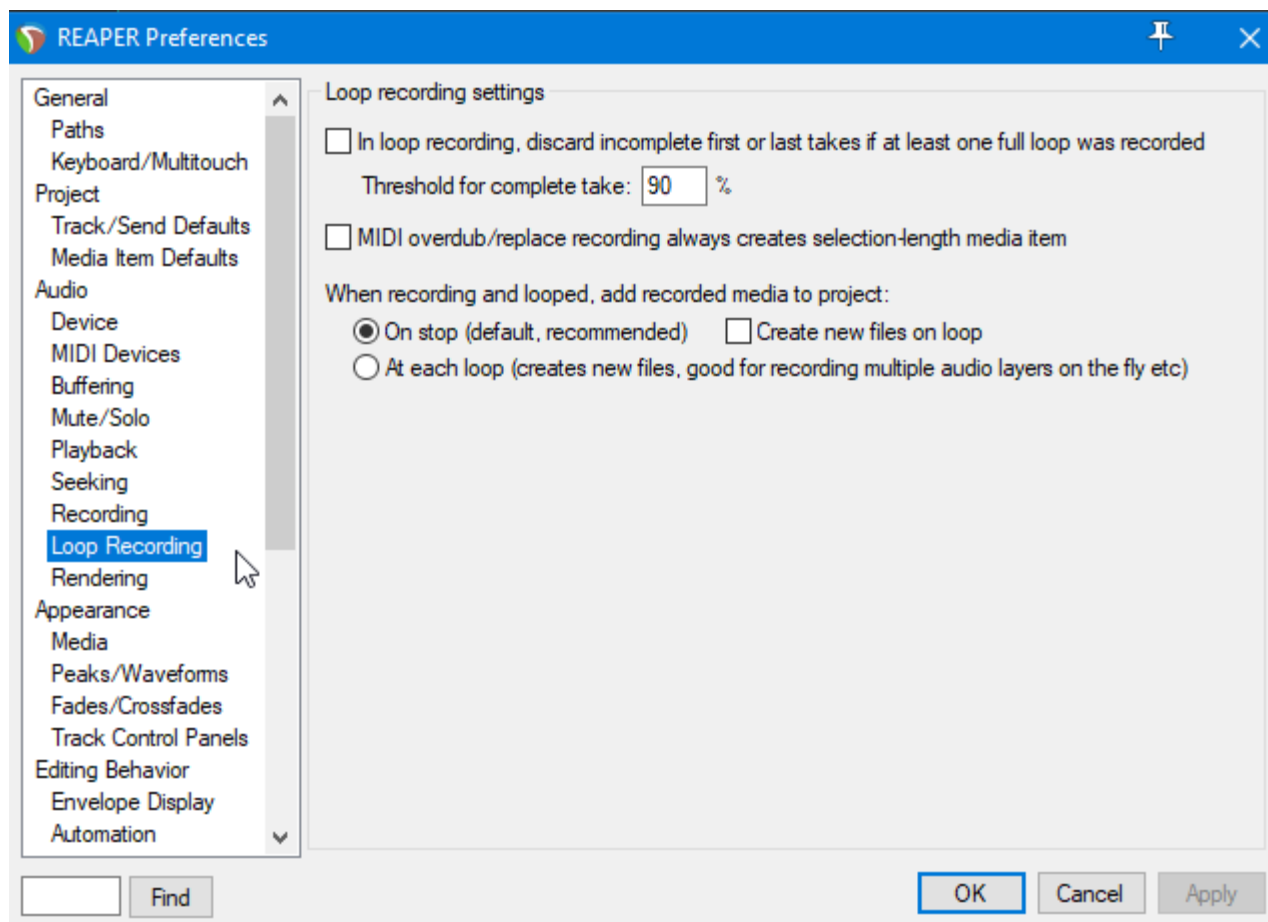 REAPER Preferences
General
Paths
Keyboard/Multitouch
Project
Track/Send Defaults
Media Item Defaults
Audio
Device
MIDI Devices
Buffering
Mute/Solo
Playback
Seeking
Recording
Loop Recording
Rendering
Appearance
Media
Peaks/Waveforms
Fades/Crossfades
Track Control Panels
Editing Behavior
Envelope Display
Automation
Find
Loop recording settings
In loop recording, discard incomplete first or last takes if at least one full loop was recorded
Threshold for complete take: 90 %
MIDI overdub/replace recording always creates selection-length media item
When recording and looped, add recorded media to project:
On stop (default, recommended) Create new files on loop
At each loop (creates new files, good for recording multiple audio layers on the fly etc)
OK Cancel Apply